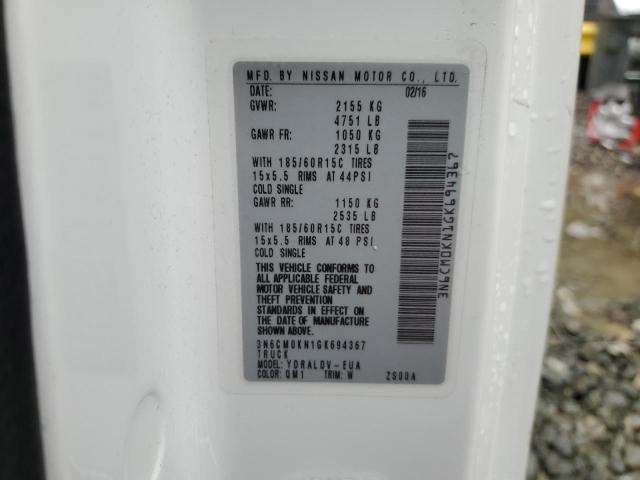 MFD. BY NISSAN MOTOR CO., LTD.
DATE: 02/16
GVWR: 2155 KG
4751 LB
GAWR FR: 1050 KG
2315 LB
WITH 185/60R15C TIRES
15x5.5 RIMS AT 44PSI
COLD SINGLE
GAWR RR: 1150 KG
2535 LB
WITH 185/60R15C TIRES
15x5.5 RIMS AT 48 PSI
COLD SINGLE
THIS VEHICLE CONFORMS TO
ALL APPLICABLE FEDERAL
MOTOR VEHICLE SAFETY AND
THEFT PREVENTION
STANDARDS IN EFFECT ON
THE DATE OF MANUFACTURE
SHOWN ABOVE.
3N6CM0KN1GK694367
TRUCK
MODEL: YDRALDV-EUA
COLOR: QM1 TRIM: W ZS00A
3N6CM0KN1GK694367